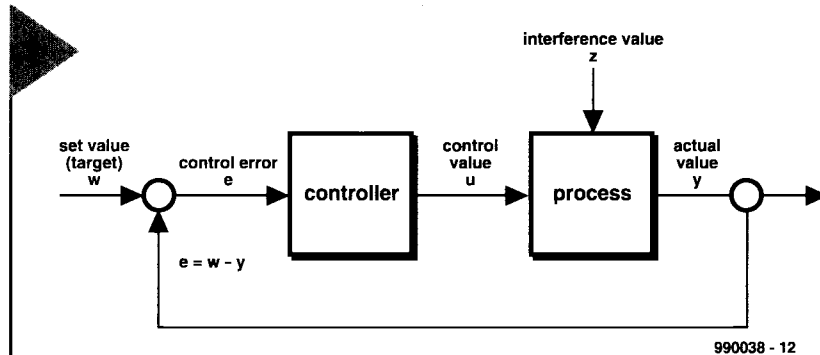 interference value
z
set value
(target)
w
control error
e
controller
control
value
u
process
actual
value
y
e = w - y
990038 - 12